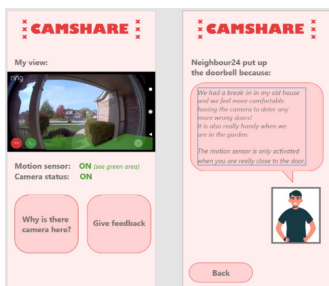 CAMSHARE
My view:
ring
Motion sensor: ON (see green area)
Camera status: ON
Why is there
camera here?
Give feedback
CAMSHARE
Neighbour24 put up
the doorbell because:
We had a break-in in my old house
and we feel more comfortable
having the camera to deter any
more wrong doers!
It is also really handy when we
are in the garden.
The motion sensor is only activated
when you are really close to the door.
Back